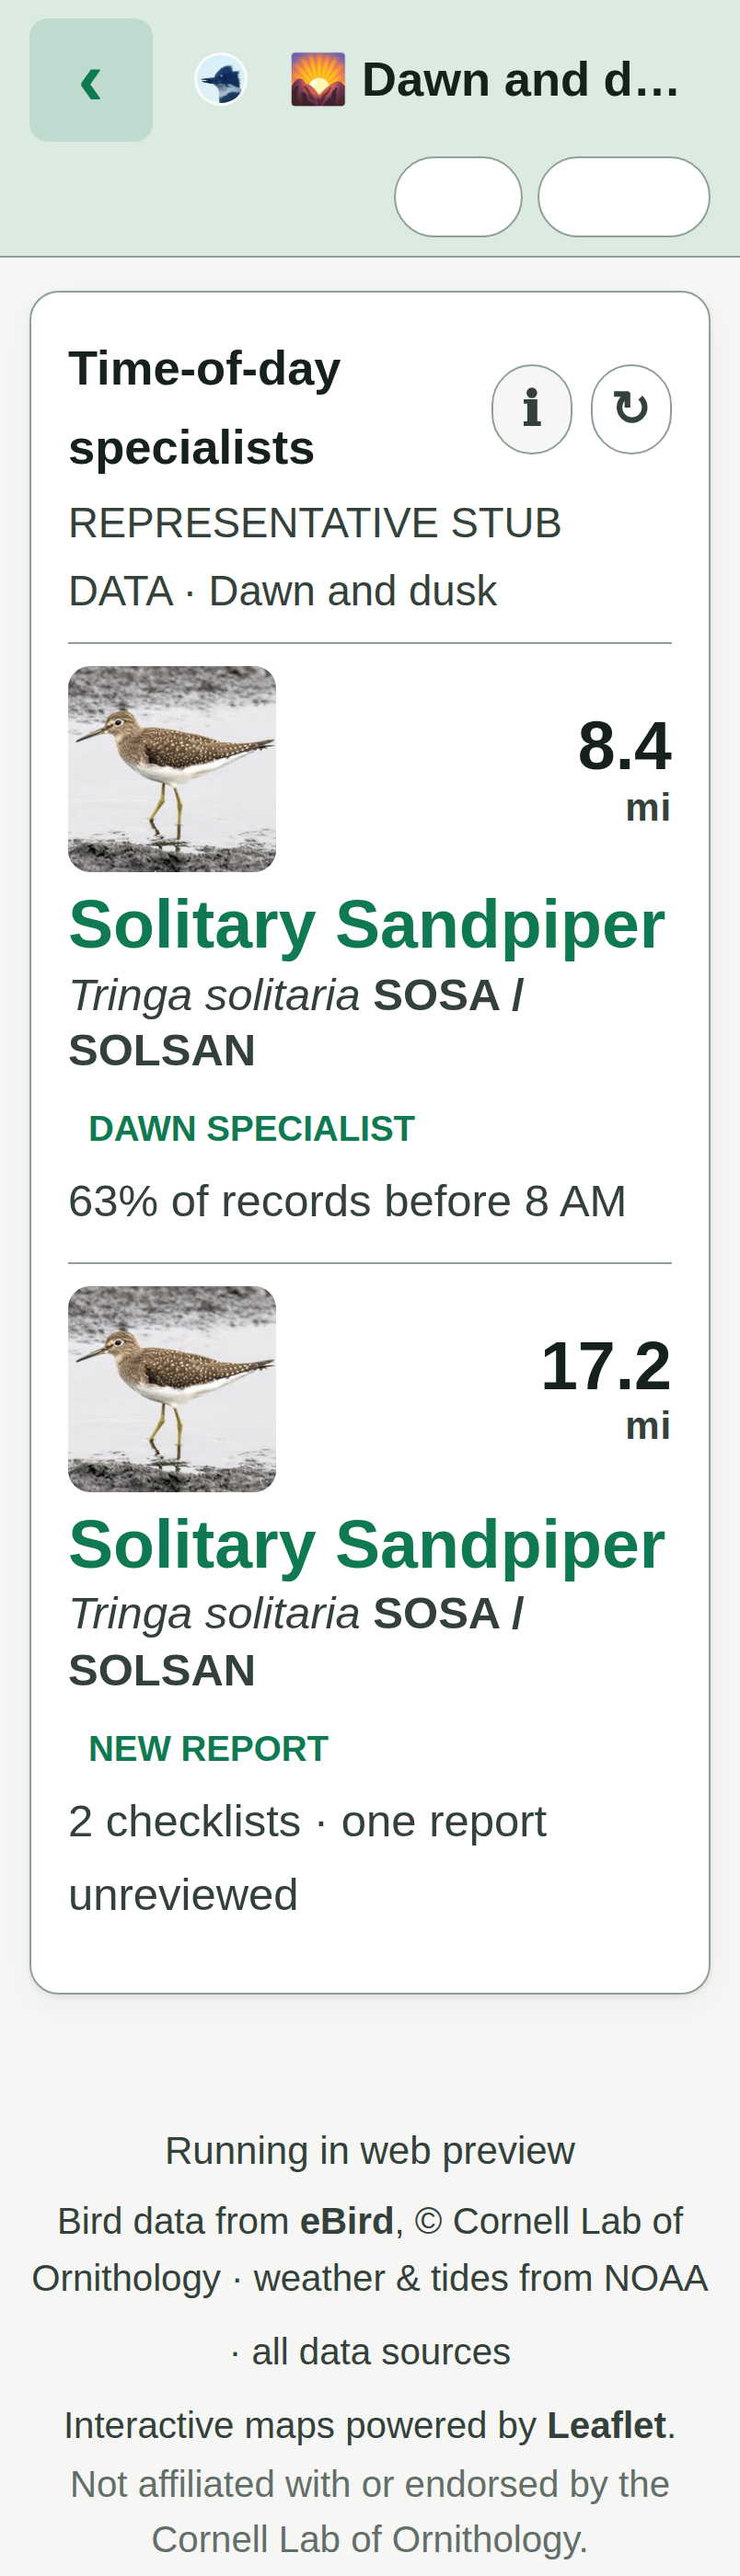 ‹ 🌄 Dawn and d…
Time-of-day
specialists
ℹ ↻
REPRESENTATIVE STUB
DATA · Dawn and dusk
8.4
mi
Solitary Sandpiper
Tringa solitaria SOSA /
SOLSAN
DAWN SPECIALIST
63% of records before 8 AM
17.2
mi
Solitary Sandpiper
Tringa solitaria SOSA /
SOLSAN
NEW REPORT
2 checklists · one report
unreviewed
Running in web preview
Bird data from eBird, © Cornell Lab of
Ornithology · weather & tides from NOAA
· all data sources
Interactive maps powered by Leaflet.
Not affiliated with or endorsed by the
Cornell Lab of Ornithology.